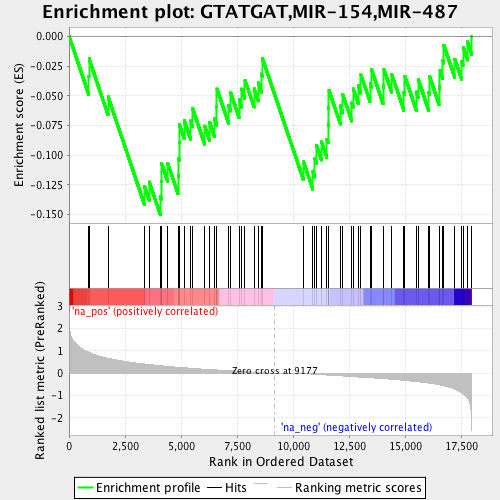 Enrichment plot: GTATGAT,MIR-154,MIR-487
Enrichment score (ES)
0.000
-0.025
-0.050
-0.075
-0.100
-0.125
-0.150
Ranked list metric (PreRanked)
3
2
1
0
-1
-2
'na_pos' (positively correlated)
Zero cross at 9177
'na_neg' (negatively correlated)
0
2,500
5,000
7,500
10,000
12,500
15,000
17,500
Rank in Ordered Dataset
Enrichment profile
Hits
Ranking metric scores